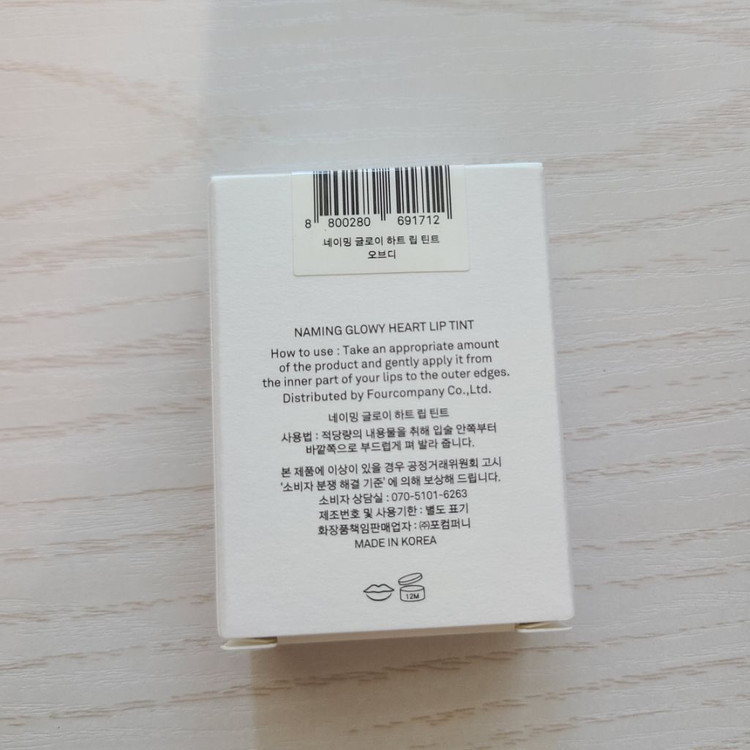 8 800280 691712
네이밍 글로이 하트 립 틴트
오브디
NAMING GLOWY HEART LIP TINT
How to use : Take an appropriate amount
of the product and gently apply it from
the inner part of your lips to the outer edges.
Distributed by Fourcompany Co.,Ltd.
네이밍 글로이 하트 립 틴트
사용법 : 적당량의 내용물을 취해 입술 안쪽부터
바깥쪽으로 부드럽게 펴 발라 줍니다.
본 제품에 이상이 있을 경우 공정거래위원회 고시
'소비자 분쟁 해결 기준' 에 의해 보상해 드립니다.
소비자 상담실 : 070-5101-6263
제조번호 및 사용기한 : 별도 표기
화장품책임판매업자 : ㈜포컴퍼니
MADE IN KOREA
12M